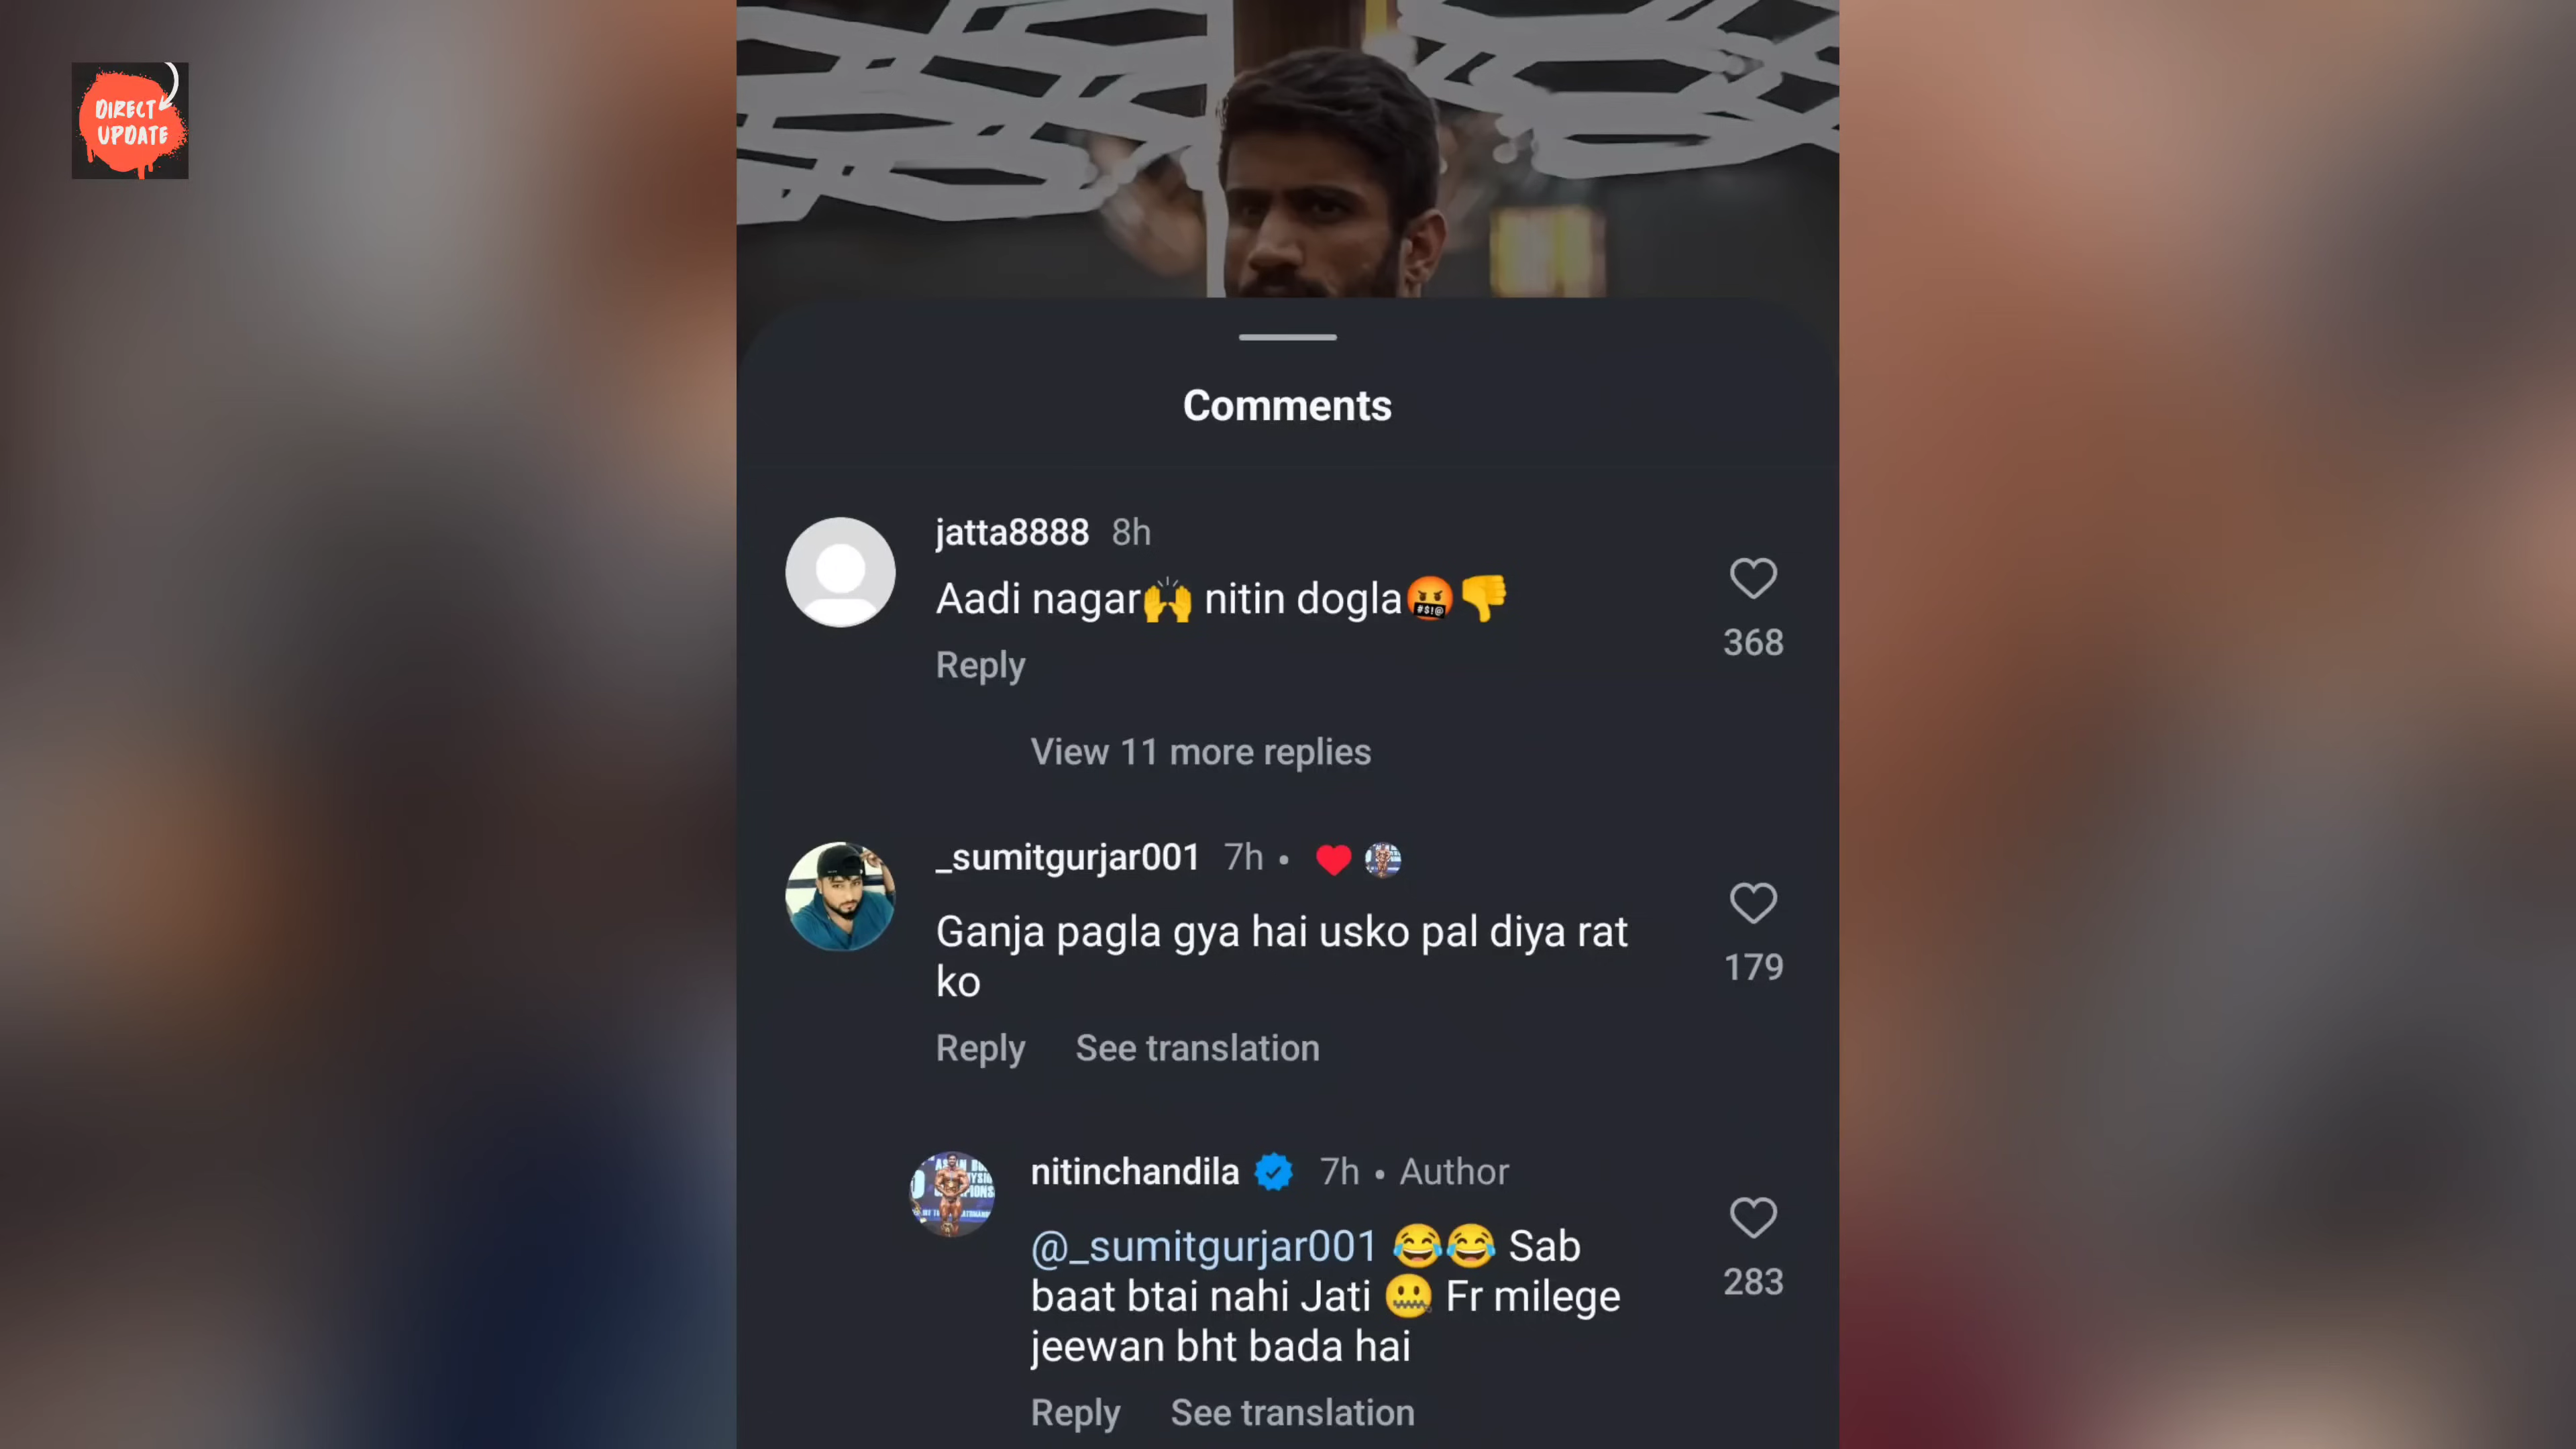 DIRECT
UPDATE
Comments
jatta8888 8h
Aadi nagar🙌 nitin dogla🤬👎
368
Reply
View 11 more replies
_sumitgurjar001 7h • ❤️
Ganja pagla gya hai usko pal diya rat
ko
179
Reply See translation
nitinchandila 7h • Author
@_sumitgurjar001 😂😂 Sab
baat btai nahi Jati 🤐 Fr milege
jeewan bht bada hai
283
Reply See translation